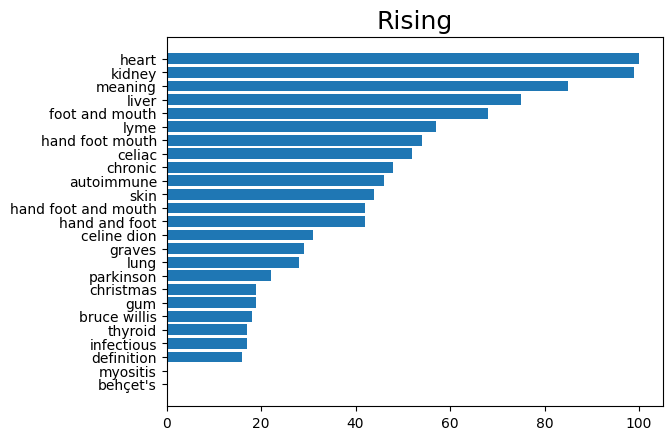 Rising
heart
kidney
meaning
liver
foot and mouth
lyme
hand foot mouth
celiac
chronic
autoimmune
skin
hand foot and mouth
hand and foot
celine dion
graves
lung
parkinson
christmas
gum
bruce willis
thyroid
infectious
definition
myositis
behçet's
0 20 40 60 80 100